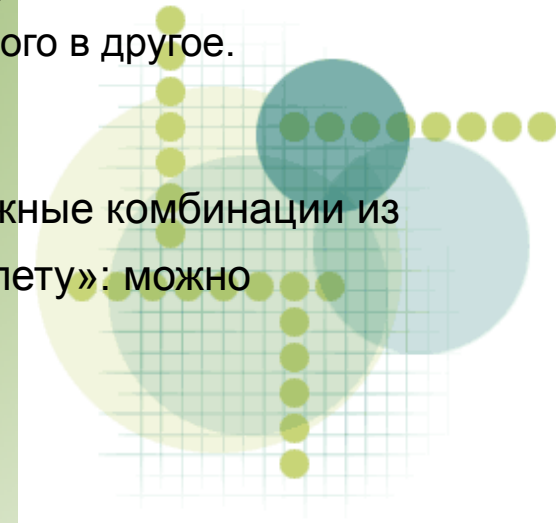 ого в другое.
жные комбинации из
лету»: можно